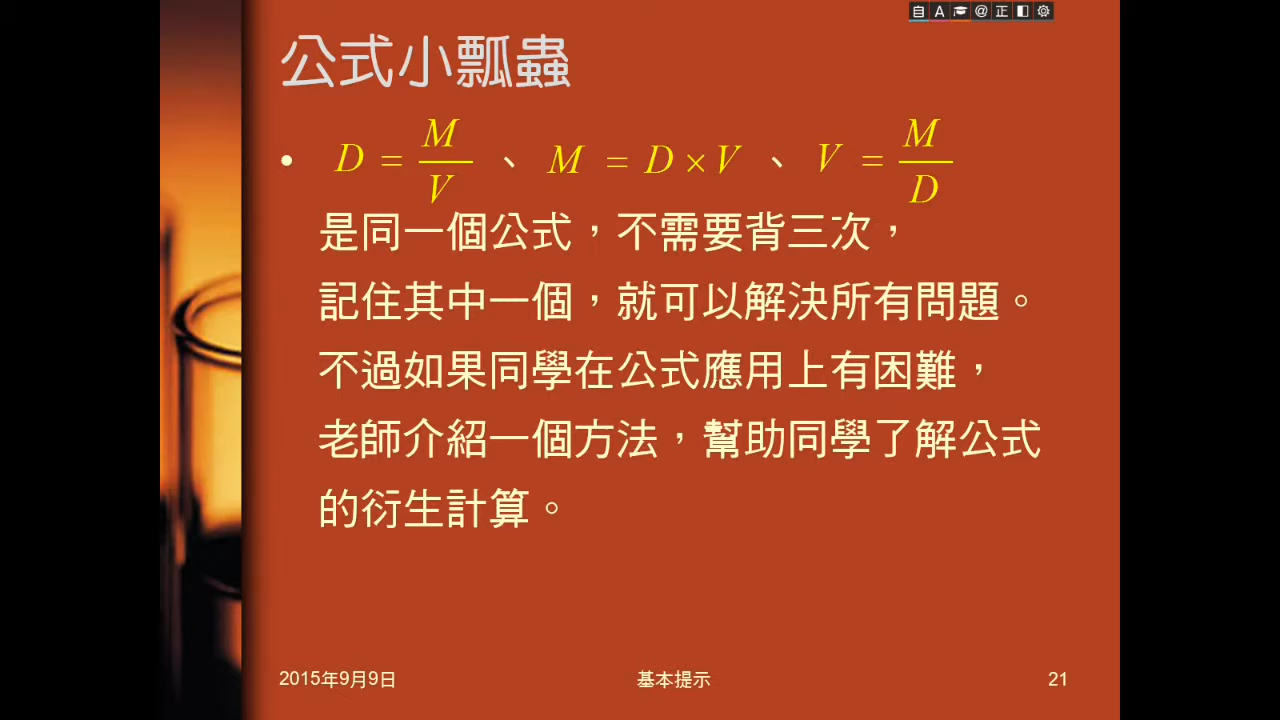 自 A @ 正
公式小瓢蟲
• D = M/V 、 M = D × V 、 V = M/D
是同一個公式，不需要背三次，
記住其中一個，就可以解決所有問題。
不過如果同學在公式應用上有困難，
老師介紹一個方法，幫助同學了解公式
的衍生計算。
2015年9月9日 基本提示 21